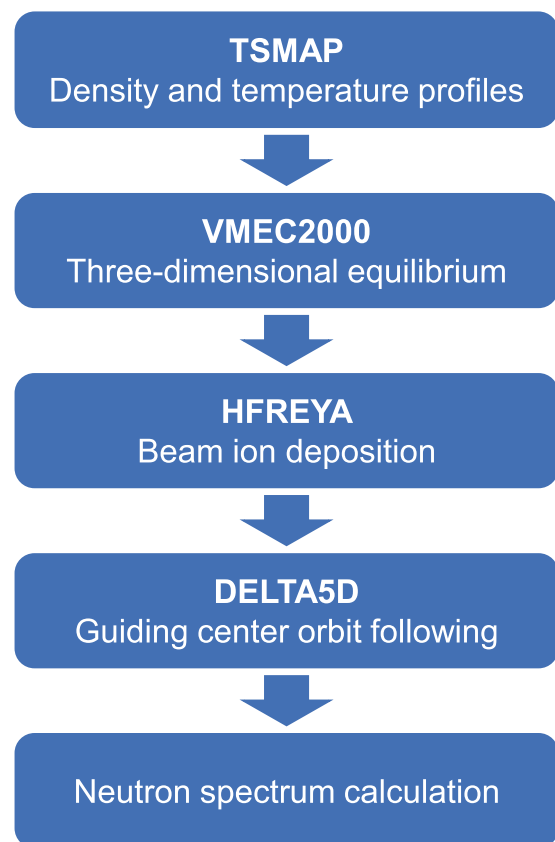 TSMAP
Density and temperature profiles
VMEC2000
Three-dimensional equilibrium
HFREYA
Beam ion deposition
DELTA5D
Guiding center orbit following
Neutron spectrum calculation